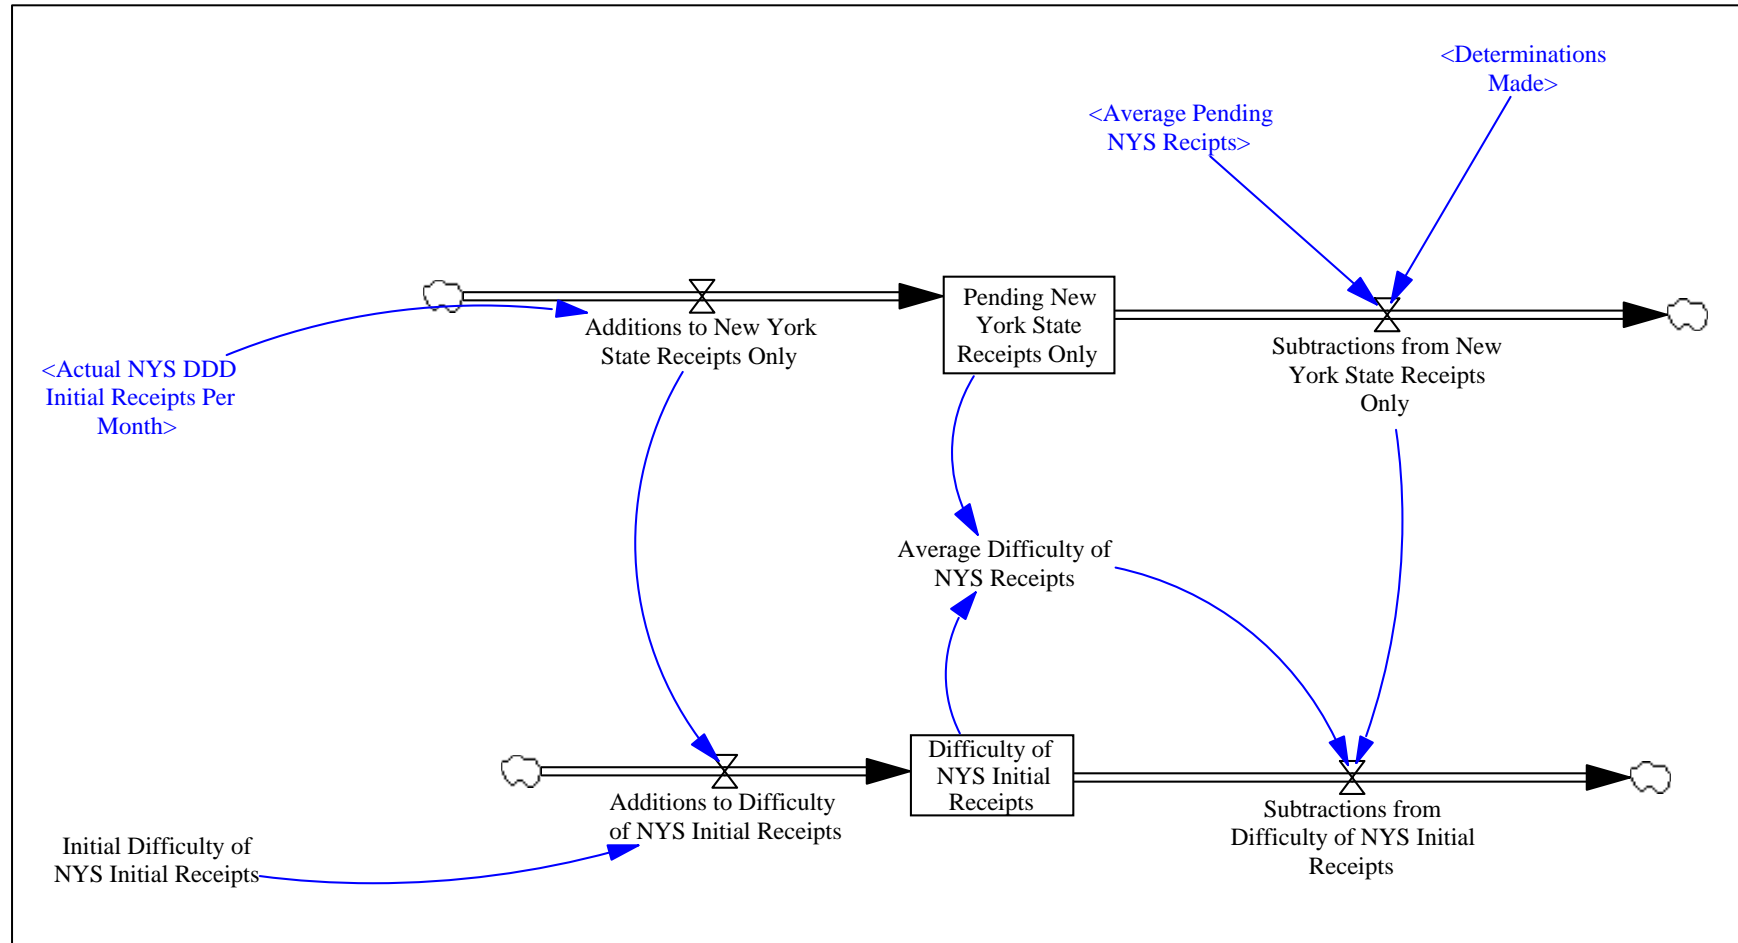 <Determinations
Made>
<Average Pending
NYS Recipts>
Pending New
York State
Receipts Only
Additions to New York
State Receipts Only
Subtractions from New
York State Receipts
Only
<Actual NYS DDD
Initial Receipts Per
Month>
Average Difficulty of
NYS Receipts
Difficulty of
NYS Initial
Receipts
Additions to Difficulty
of NYS Initial Receipts
Subtractions from
Difficulty of NYS Initial
Receipts
Initial Difficulty of
NYS Initial Receipts